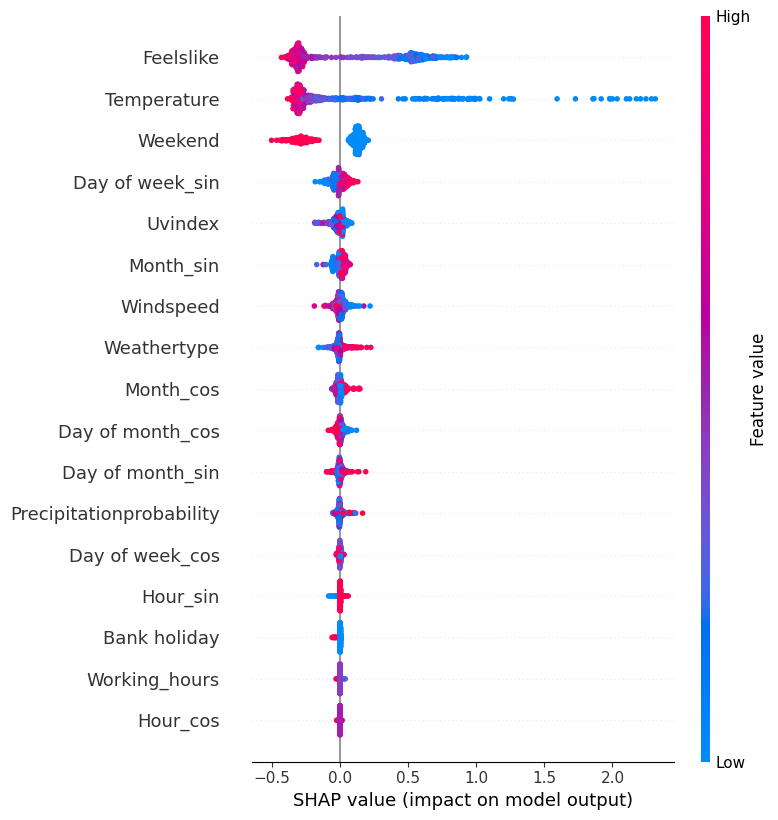 High
Feelslike
Temperature
Weekend
Day of week_sin
Uvindex
Month_sin
Windspeed
Weathertype
Month_cos
Day of month_cos
Day of month_sin
Precipitationprobability
Day of week_cos
Hour_sin
Bank holiday
Working_hours
Hour_cos
Feature value
Low
−0.5 0.0 0.5 1.0 1.5 2.0
SHAP value (impact on model output)